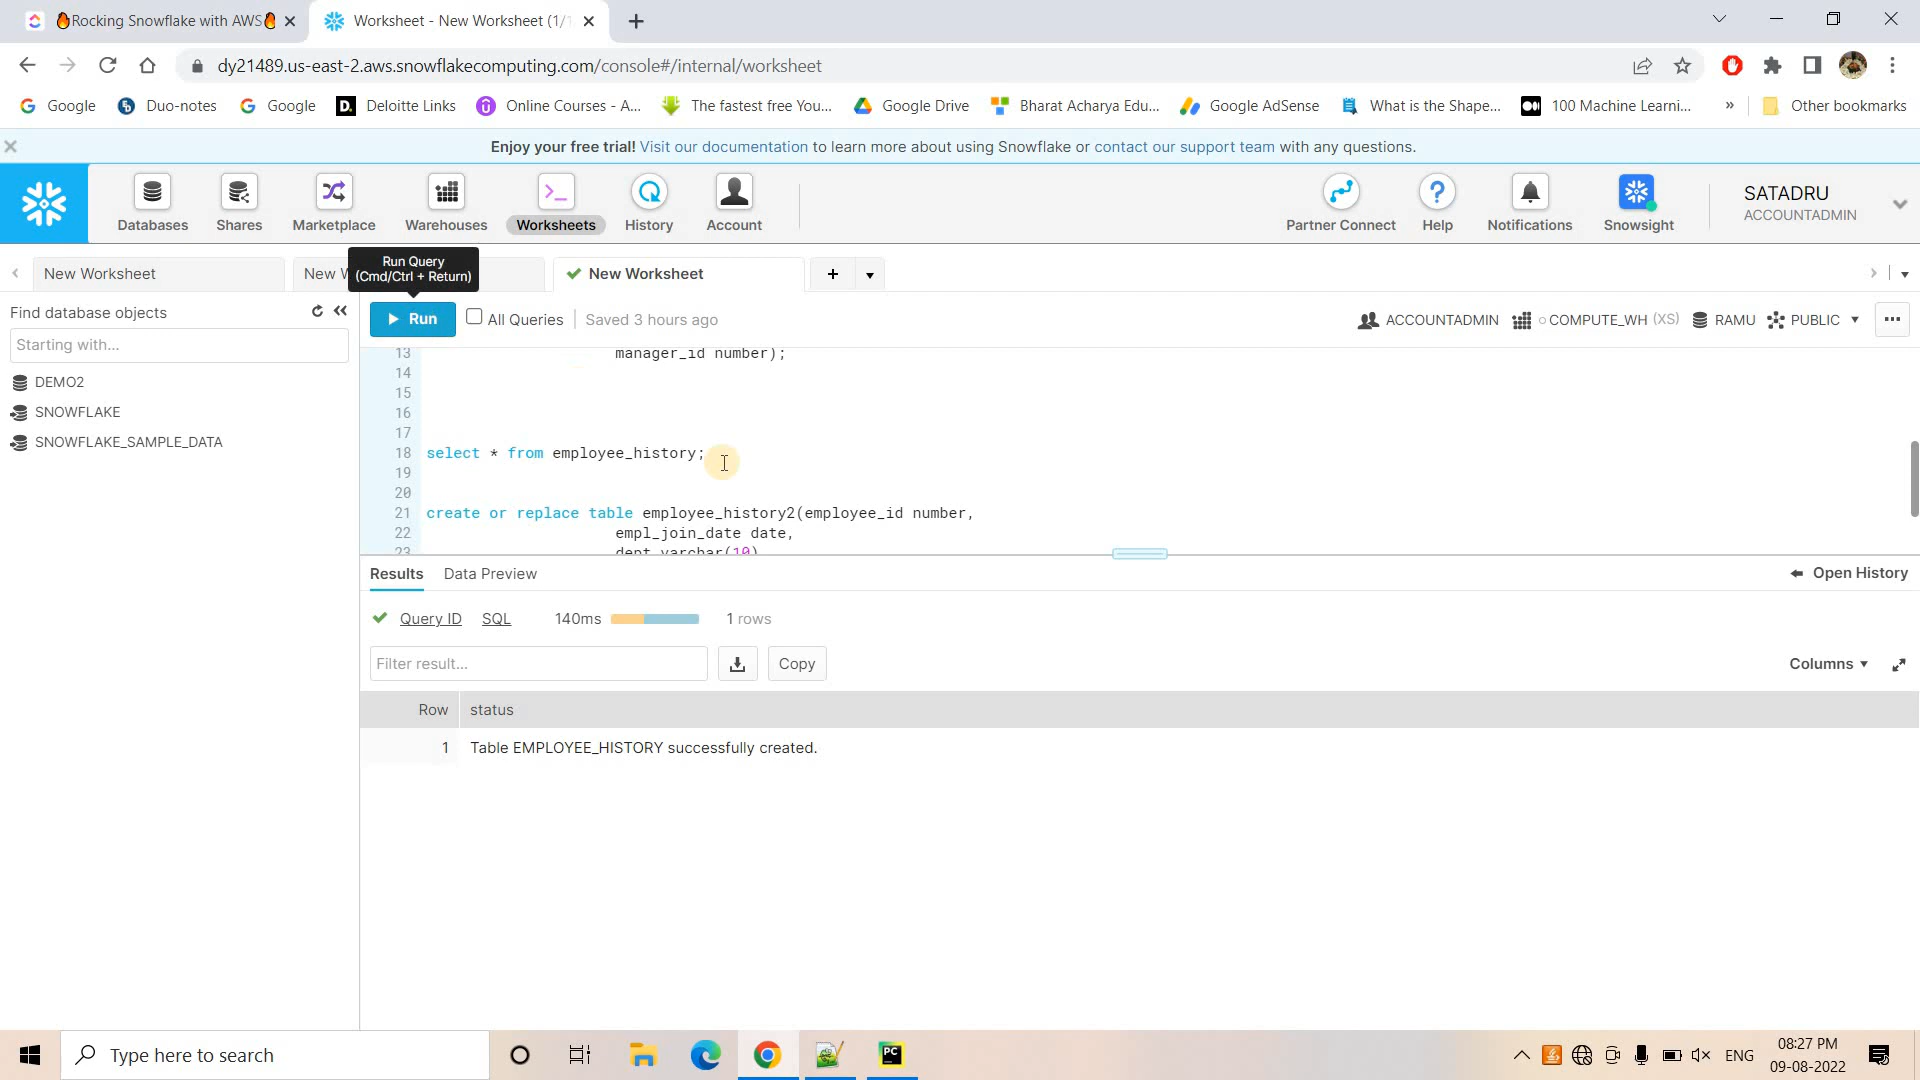 🔥Rocking Snowflake with AWS🔥
Worksheet - New Worksheet (1/1
dy21489.us-east-2.aws.snowflakecomputing.com/console#/internal/worksheet
Google
Duo-notes
Google
Deloitte Links
Online Courses - A...
The fastest free You...
Google Drive
Bharat Acharya Edu...
Google AdSense
What is the Shape...
100 Machine Learni...
»
Other bookmarks
Enjoy your free trial! Visit our documentation to learn more about using Snowflake or contact our support team with any questions.
Databases
Shares
Marketplace
Warehouses
Worksheets
History
Account
Partner Connect
Help
Notifications
Snowsight
SATADRU
ACCOUNTADMIN
New Worksheet
New W
Run Query
(Cmd/Ctrl + Return)
New Worksheet
Find database objects
Starting with...
DEMO2
SNOWFLAKE
SNOWFLAKE_SAMPLE_DATA
Run
All Queries
Saved 3 hours ago
ACCOUNTADMIN
COMPUTE_WH (XS)
RAMU
PUBLIC
13 manager_id number);
14
15
16
17
18 select * from employee_history;
19
20
21 create or replace table employee_history2(employee_id number,
22 empl_join_date date,
23 dept varchar(10)
Results
Data Preview
Open History
Query ID
SQL
140ms
1 rows
Filter result...
Copy
Columns
Row status
1 Table EMPLOYEE_HISTORY successfully created.
Type here to search
PC
ENG
08:27 PM
09-08-2022